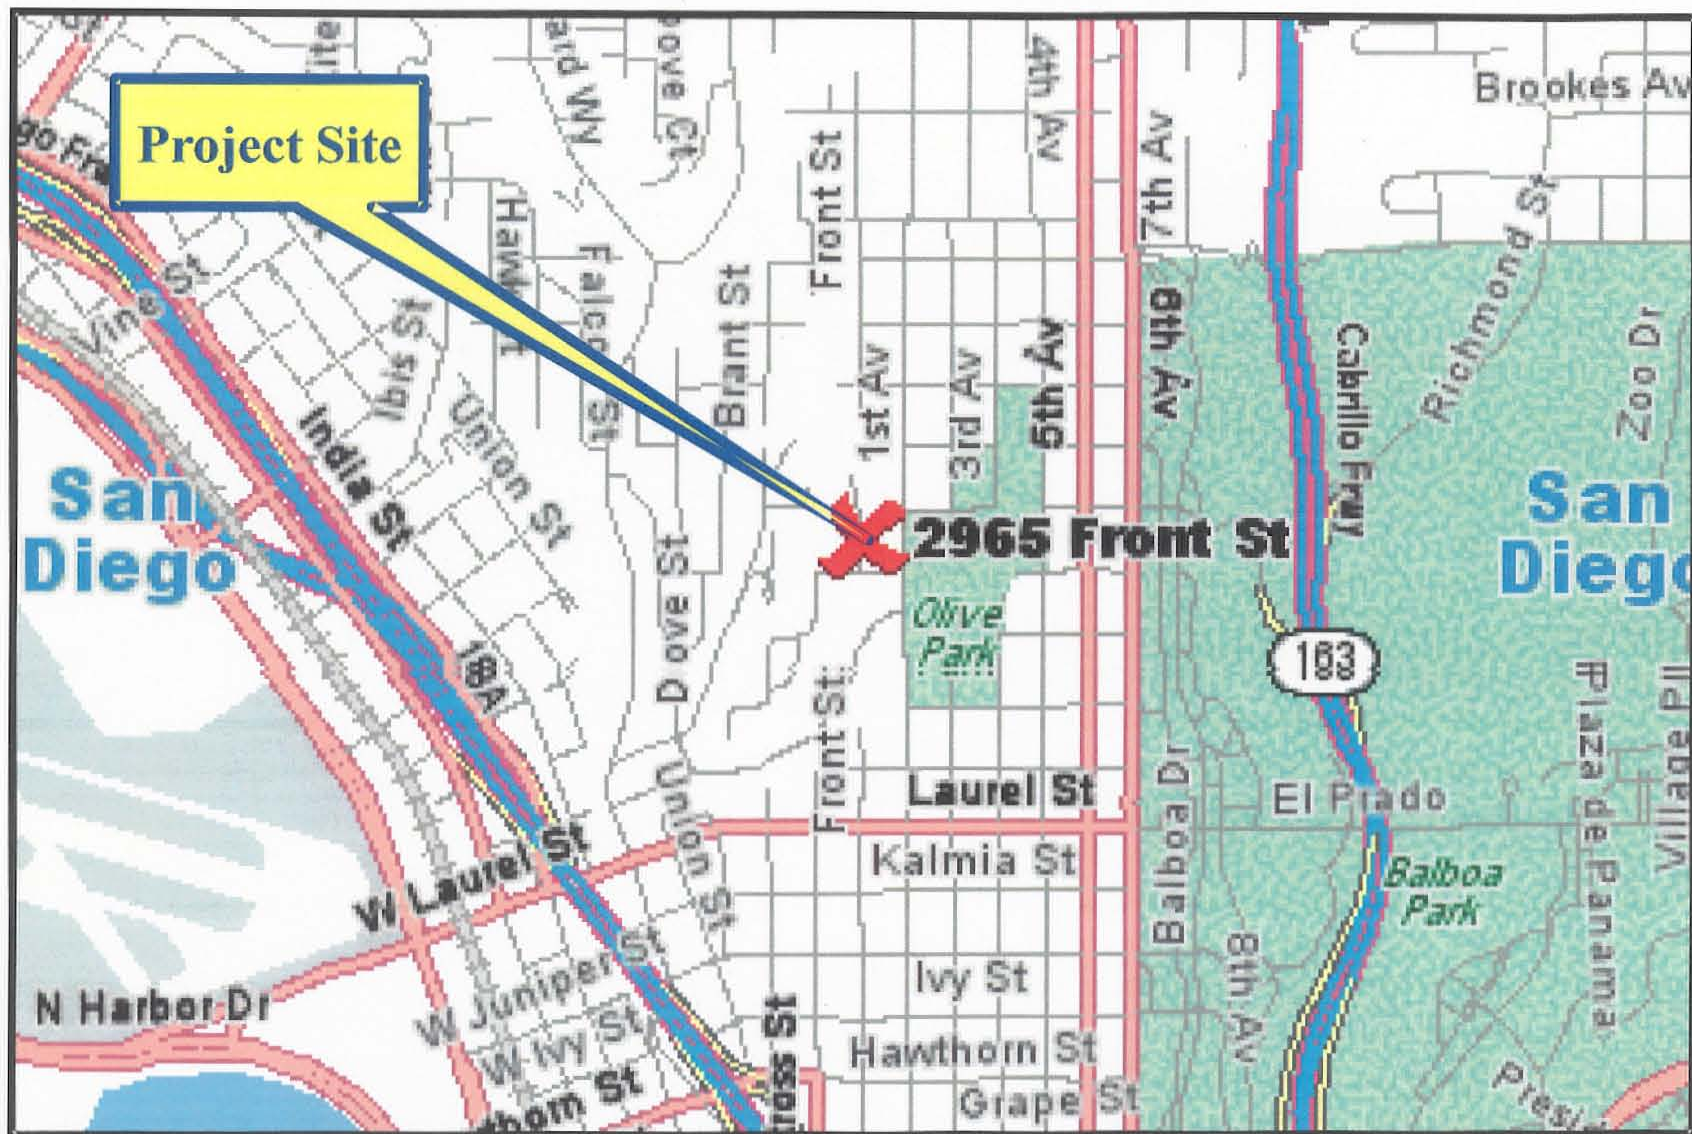 Project Site
Brookes Av
4th Av
7th Av
Front St
Hawk St
Falcon St
Brant St
Vine St
Ibis St
Union St
India St
1st Av
3rd Av
5th Av
6th Av
Cabrillo Frwy
Richmond St
Zoo Dr
San
Diego
2965 Front St
San
Diego
Olive
Park
Dove St
18A
163
Front St
Union St
Laurel St
El Prado
Balboa Dr
Plaza de Panama
Village Pl
W Laurel St
Kalmia St
Balboa
Park
W Juniper St
Ivy St
8th Av
N Harbor Dr
W Ivy St
Hawthorn St
thorn St
Grape St